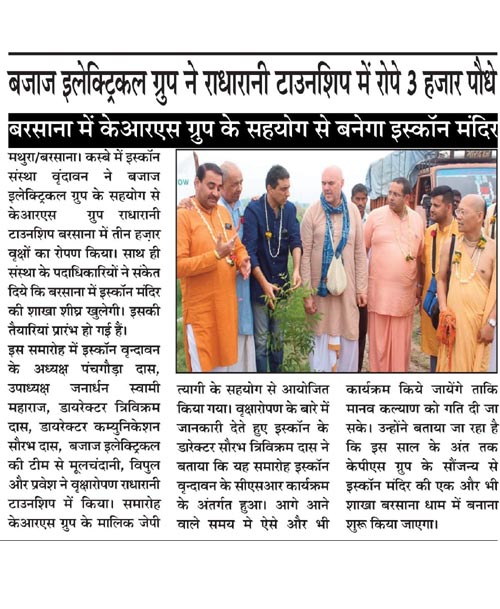 बजाज इलेक्ट्रिकल ग्रुप ने राधारानी टाउनशिप में रोपे 3 हजार पौधे
बरसाना में केआरएस ग्रुप के सहयोग से बनेगा इस्कॉन मंदिर
मथुरा/बरसाना। कस्बे में इस्कॉन
संस्था वृंदावन ने बजाज
इलेक्ट्रिकल ग्रुप के सहयोग से
केआरएस ग्रुप राधारानी
टाउनशिप बरसाना में तीन हज़ार
वृक्षों का रोपण किया। साथ ही
संस्था के पदाधिकारियों ने सकेत
दिये कि बरसाना में इस्कॉन मंदिर
की शाखा शीघ्र खुलेगी। इसकी
तैयारियां प्रारंभ हो गई हैं।
इस समारोह में इस्कॉन वृन्दावन
के अध्यक्ष पंचगौड़ा दास,
उपाध्यक्ष जनार्धन स्वामी
महाराज, डायरेक्टर त्रिविक्रम
दास, डायरेक्टर कम्युनिकेशन
सौरभ दास, बजाज इलेक्ट्रिकल
की टीम से मूलचंदानी, विपुल
और प्रवेश ने वृक्षारोपण राधारानी
टाउनशिप में किया। समारोह
केआरएस ग्रुप के मालिक जेपी
त्यागी के सहयोग से आयोजित
किया गया। वृक्षारोपण के बारे में
जानकारी देते हुए इस्कॉन के
डारेक्टर सौरभ त्रिविक्रम दास ने
बताया कि यह समारोह इस्कॉन
वृन्दावन के सीएसआर कार्यक्रम
के अंतर्गत हुआ। आगे आने
वाले समय मे ऐसे और भी
कार्यक्रम किये जायेंगे ताकि
मानव कल्याण को गति दी जा
सके। उन्होंने बताया जा रहा है
कि इस साल के अंत तक
केपीएस ग्रुप के सौंजन्य से
इस्कॉन मंदिर की एक और भी
शाखा बरसाना धाम में बनाना
शुरू किया जाएगा।